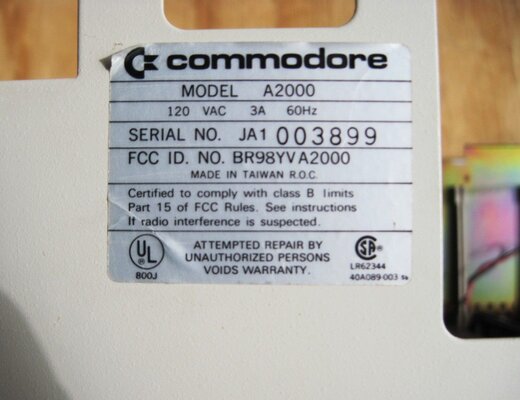 commodore
MODEL A2000
120 VAC 3A 60Hz
SERIAL NO. JA1 003899
FCC ID. NO. BR98YVA2000
MADE IN TAIWAN R.O.C.
Certified to comply with class B limits
Part 15 of FCC Rules. See instructions
If radio interference is suspected.
UL
800J
ATTEMPTED REPAIR BY
UNAUTHORIZED PERSONS
VOIDS WARRANTY.
SA
LR62344
40A089-003